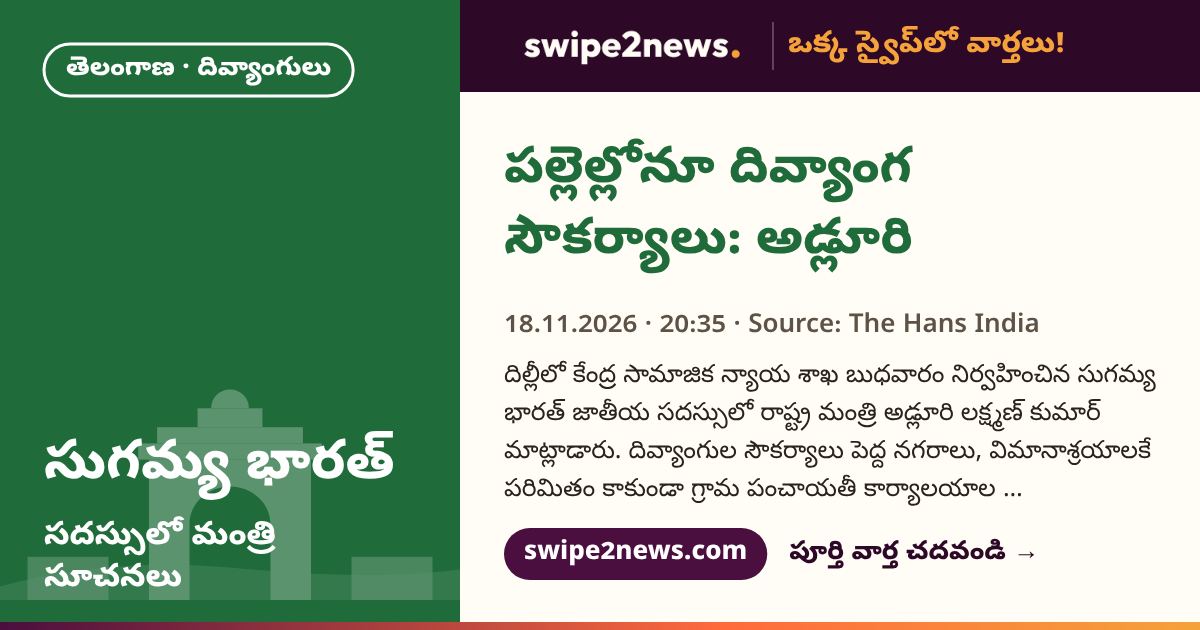 తెలంగాణ · దివ్యాంగులు
సుగమ్య భారత్
సదస్సులో మంత్రి
సూచనలు
swipe2news.
ఒక్క స్వైప్‌లో వార్తలు!
పల్లెల్లోనూ దివ్యాంగ
సౌకర్యాలు: అడ్లూరి
18.11.2026 · 20:35 · Source: The Hans India
దిల్లీలో కేంద్ర సామాజిక న్యాయ శాఖ బుధవారం నిర్వహించిన సుగమ్య
భారత్ జాతీయ సదస్సులో రాష్ట్ర మంత్రి అడ్లూరి లక్ష్మణ్ కుమార్
మాట్లాడారు. దివ్యాంగుల సౌకర్యాలు పెద్ద నగరాలు, విమానాశ్రయాలకే
పరిమితం కాకుండా గ్రామ పంచాయతీ కార్యాలయాల ...
swipe2news.com
పూర్తి వార్త చదవండి →